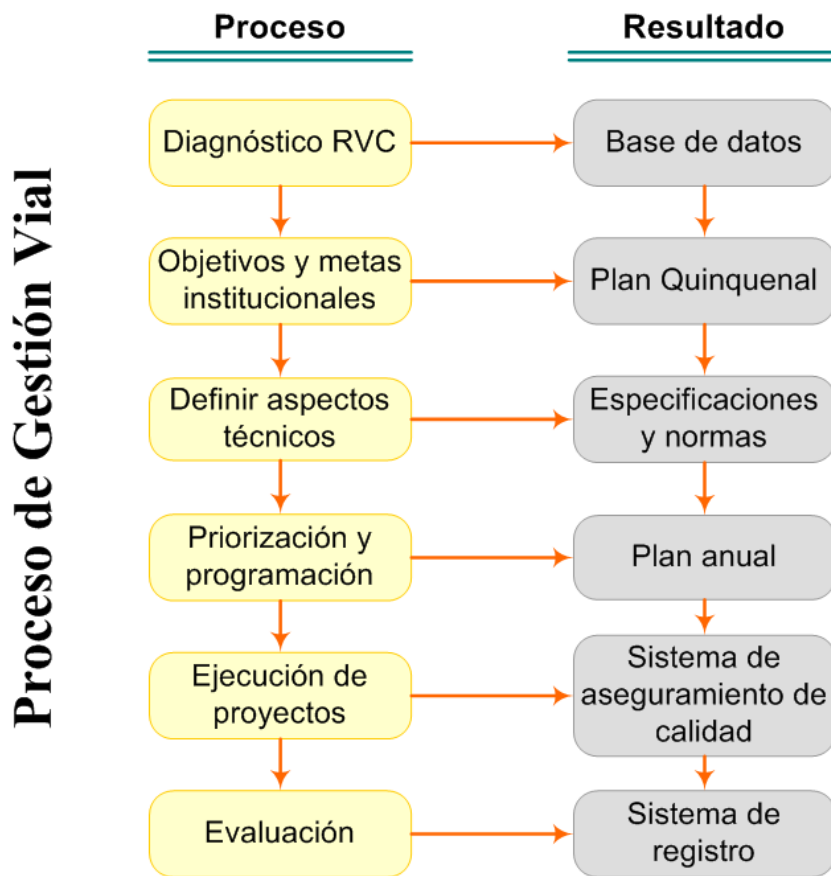 Proceso de Gestión Vial
Proceso
Resultado
Diagnóstico RVC
Base de datos
Objetivos y metas
institucionales
Plan Quinquenal
Definir aspectos
técnicos
Especificaciones
y normas
Priorización y
programación
Plan anual
Ejecución de
proyectos
Sistema de
aseguramiento de
calidad
Evaluación
Sistema de
registro